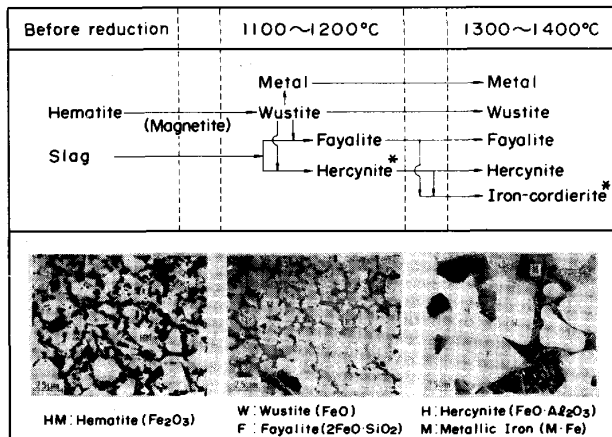 Before reduction 1100~1200°C 1300~1400°C
Metal Metal
Hematite (Magnetite) Wustite Wustite
Slag Fayalite Fayalite
Hercynite* Hercynite
Iron-cordierite*
HM: Hematite (Fe₂O₃)
W: Wustite (FeO)
F: Fayalite (2FeO·SiO₂)
H: Hercynite (FeO·Al₂O₃)
M: Metallic Iron (M·Fe)